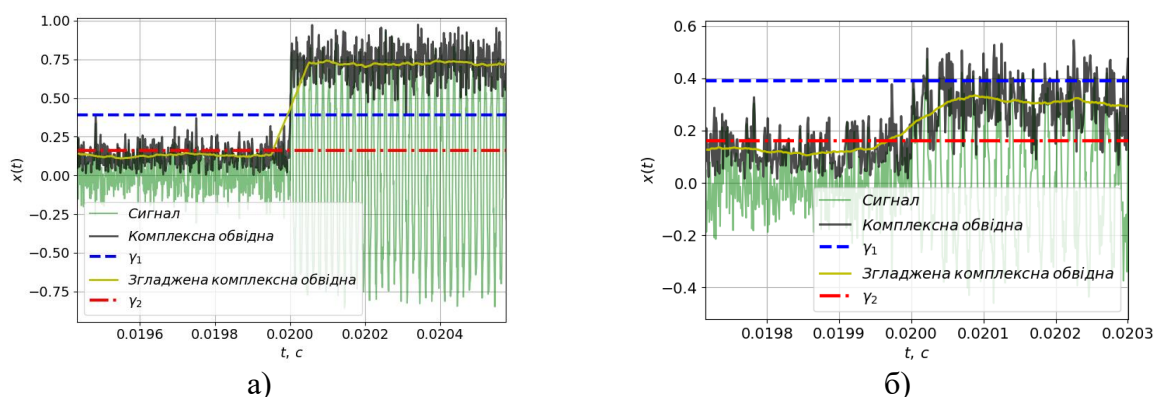 1.00
0.75
0.50
0.25
0.00
−0.25
−0.50
−0.75
x(t)
Сигнал
Комплексна обвідна
γ₁
Згладжена комплексна обвідна
γ₂
0.0196 0.0198 0.0200 0.0202 0.0204
t, c
а)
0.6
0.4
0.2
0.0
−0.2
−0.4
x(t)
Сигнал
Комплексна обвідна
γ₁
Згладжена комплексна обвідна
γ₂
0.0198 0.0199 0.0200 0.0201 0.0202 0.0203
t, c
б)